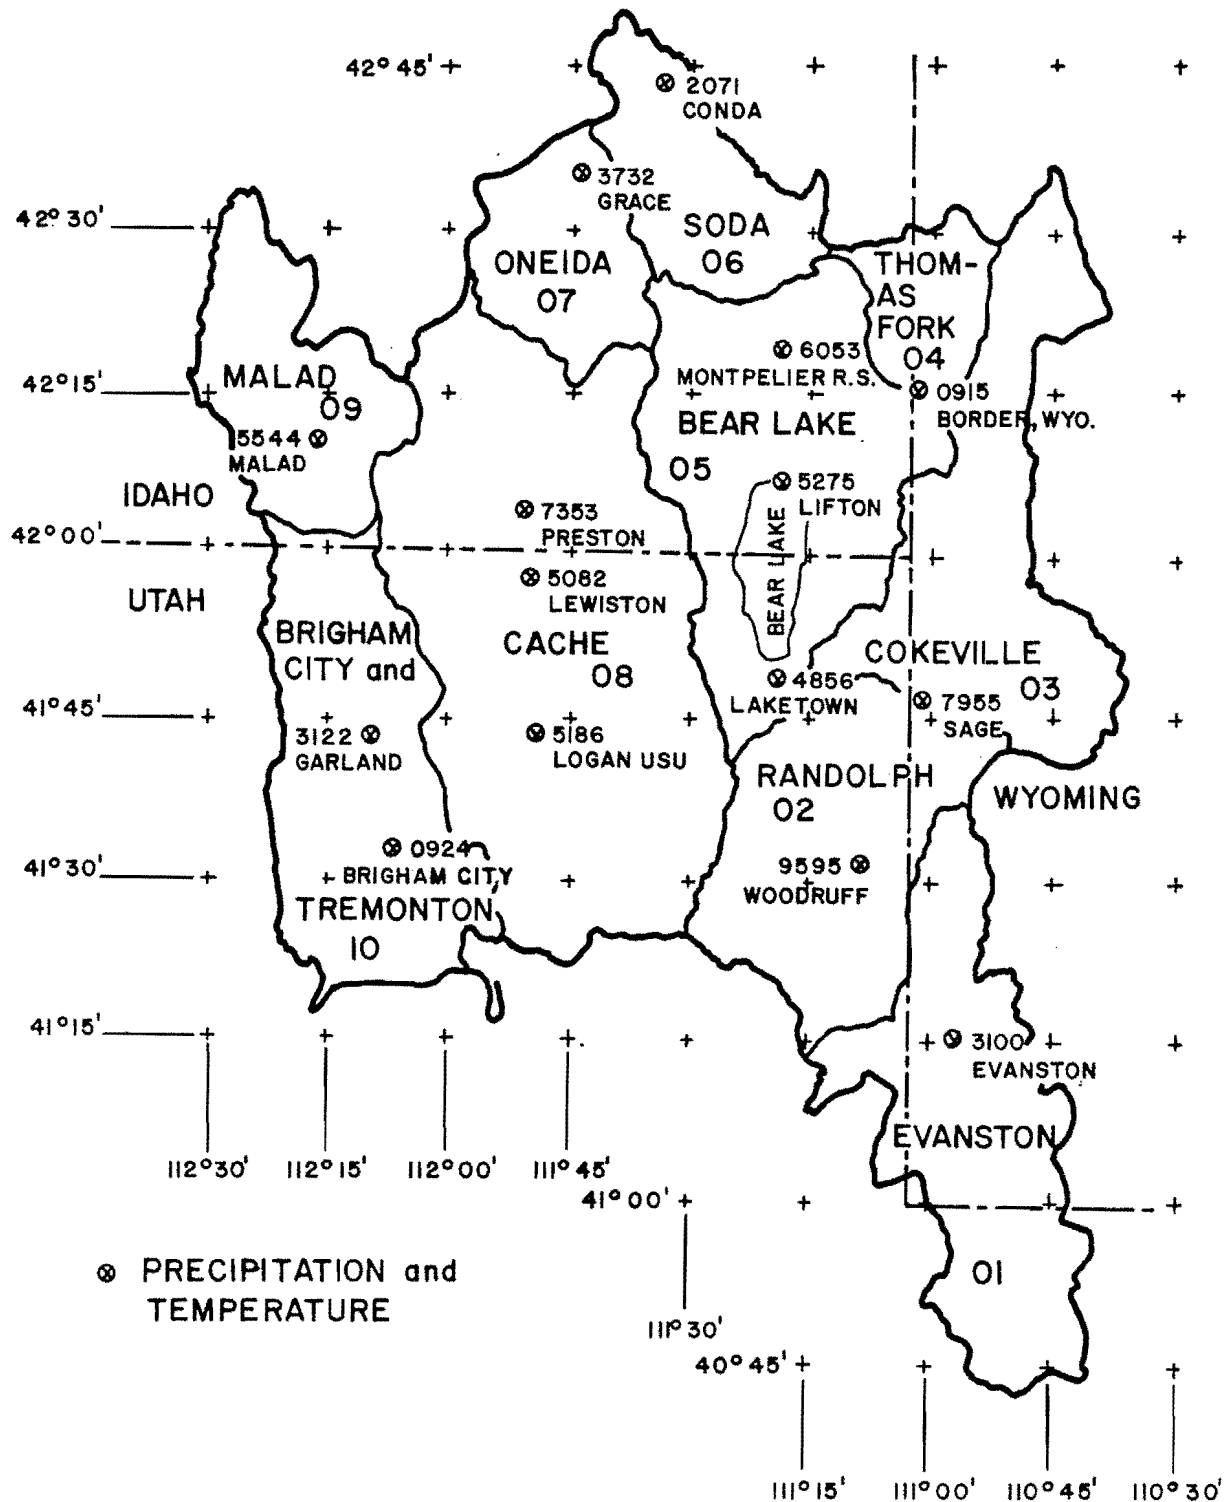 42°45'
2071
CONDA
3732
GRACE
42°30'
SODA
06
ONEIDA
07
THOM-
AS
FORK
04
6053
MONTPELIER R.S.
42°15'
MALAD
09
0915
BORDER, WYO.
BEAR LAKE
05
5544
MALAD
IDAHO
5275
LIFTON
7353
PRESTON
42°00'
BEAR LAKE
UTAH
5082
LEWISTON
BRIGHAM
CITY and
CACHE
08
COKEVILLE
03
4856
LAKETOWN
41°45'
7955
SAGE
3122
GARLAND
5186
LOGAN USU
RANDOLPH
02
WYOMING
41°30'
0924
BRIGHAM CITY
9595
WOODRUFF
TREMONTON
10
41°15'
3100
EVANSTON
EVANSTON
112°30'
112°15'
112°00'
111°45'
41°00'
PRECIPITATION and
TEMPERATURE
01
111°30'
40°45'
111°15'
111°00'
110°45'
110°30'